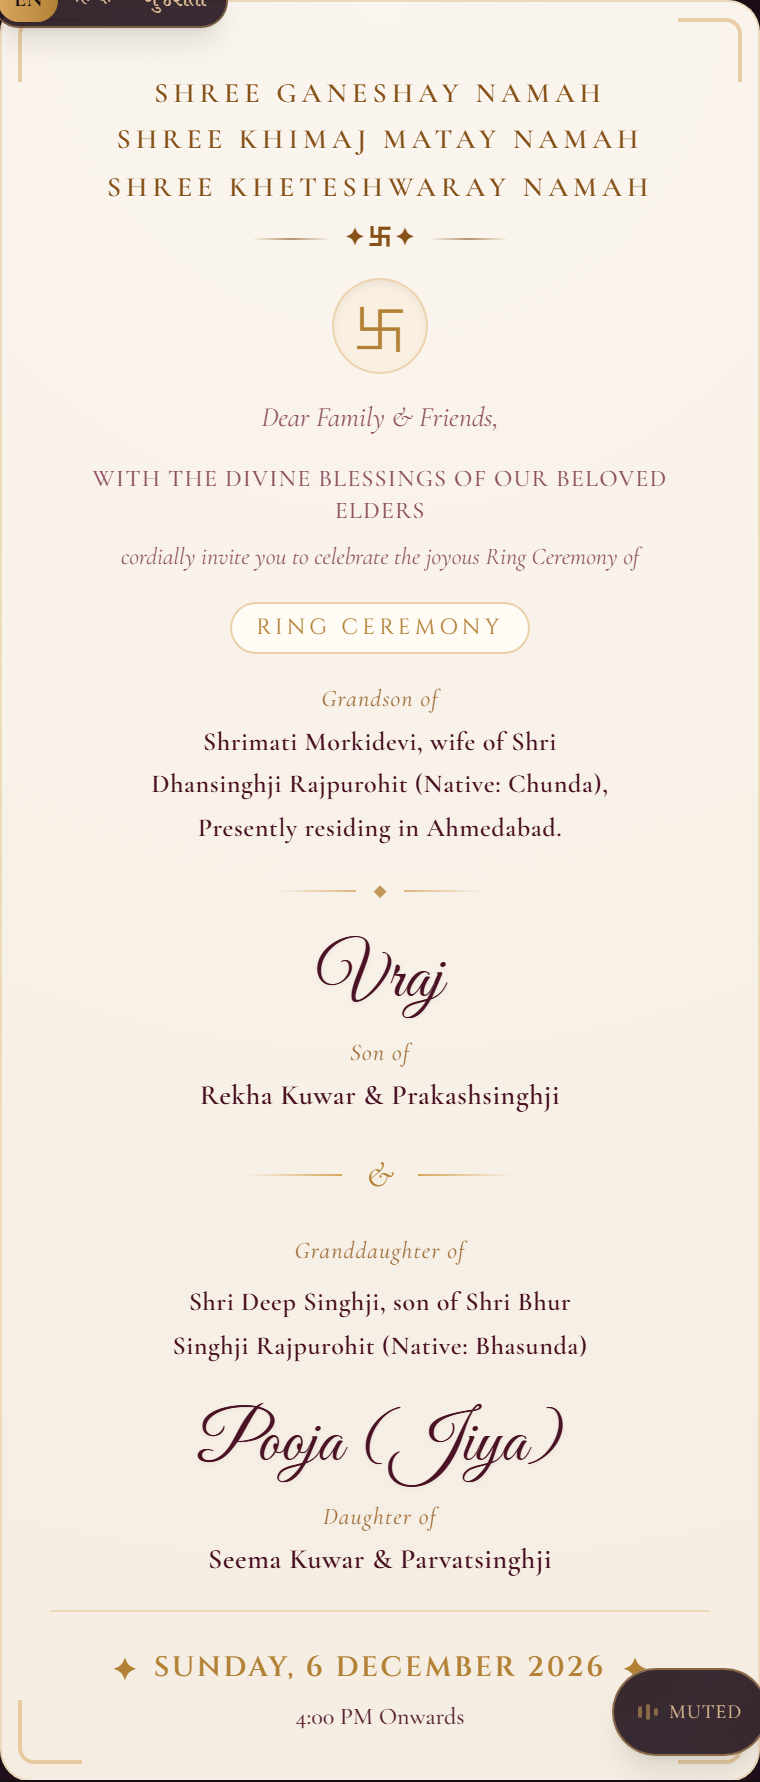 EN
SHREE GANESHAY NAMAH
SHREE KHIMAJ MATAY NAMAH
SHREE KHETESHWARAY NAMAH
✦卐✦
卐
Dear Family & Friends,
WITH THE DIVINE BLESSINGS OF OUR BELOVED
ELDERS
cordially invite you to celebrate the joyous Ring Ceremony of
RING CEREMONY
Grandson of
Shrimati Morkidevi, wife of Shri
Dhansinghji Rajpurohit (Native: Chunda),
Presently residing in Ahmedabad.
Vraj
Son of
Rekha Kuwar & Prakashsinghji
&
Granddaughter of
Shri Deep Singhji, son of Shri Bhur
Singhji Rajpurohit (Native: Bhasunda)
Pooja (Jiya)
Daughter of
Seema Kuwar & Parvatsinghji
✦ SUNDAY, 6 DECEMBER 2026 ✦
4:00 PM Onwards
MUTED